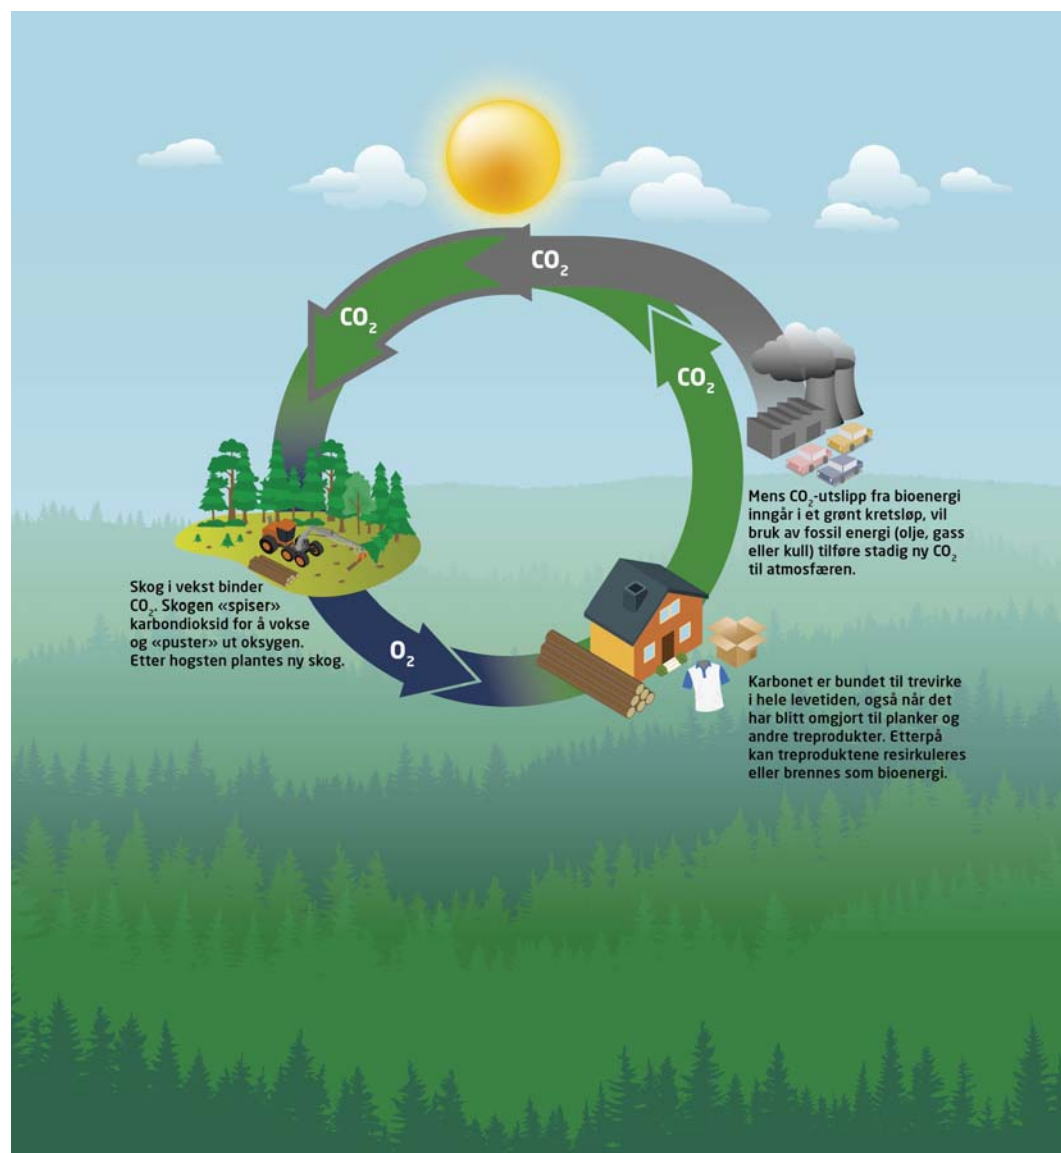 CO₂
CO₂
CO₂
Mens CO₂-utslipp fra bioenergi
inngår i et grønt kretsløp, vil
bruk av fossil energi (olje, gass
eller kull) tilføre stadig ny CO₂
til atmosfæren.
Skog i vekst binder
CO₂. Skogen «spiser»
karbondioksid for å vokse
og «puster» ut oksygen.
Etter hogsten plantes ny skog.
O₂
Karbonet er bundet til trevirke
i hele levetiden, også når det
har blitt omgjort til planker og
andre treprodukter. Etterpå
kan treproduktene resirkuleres
eller brennes som bioenergi.